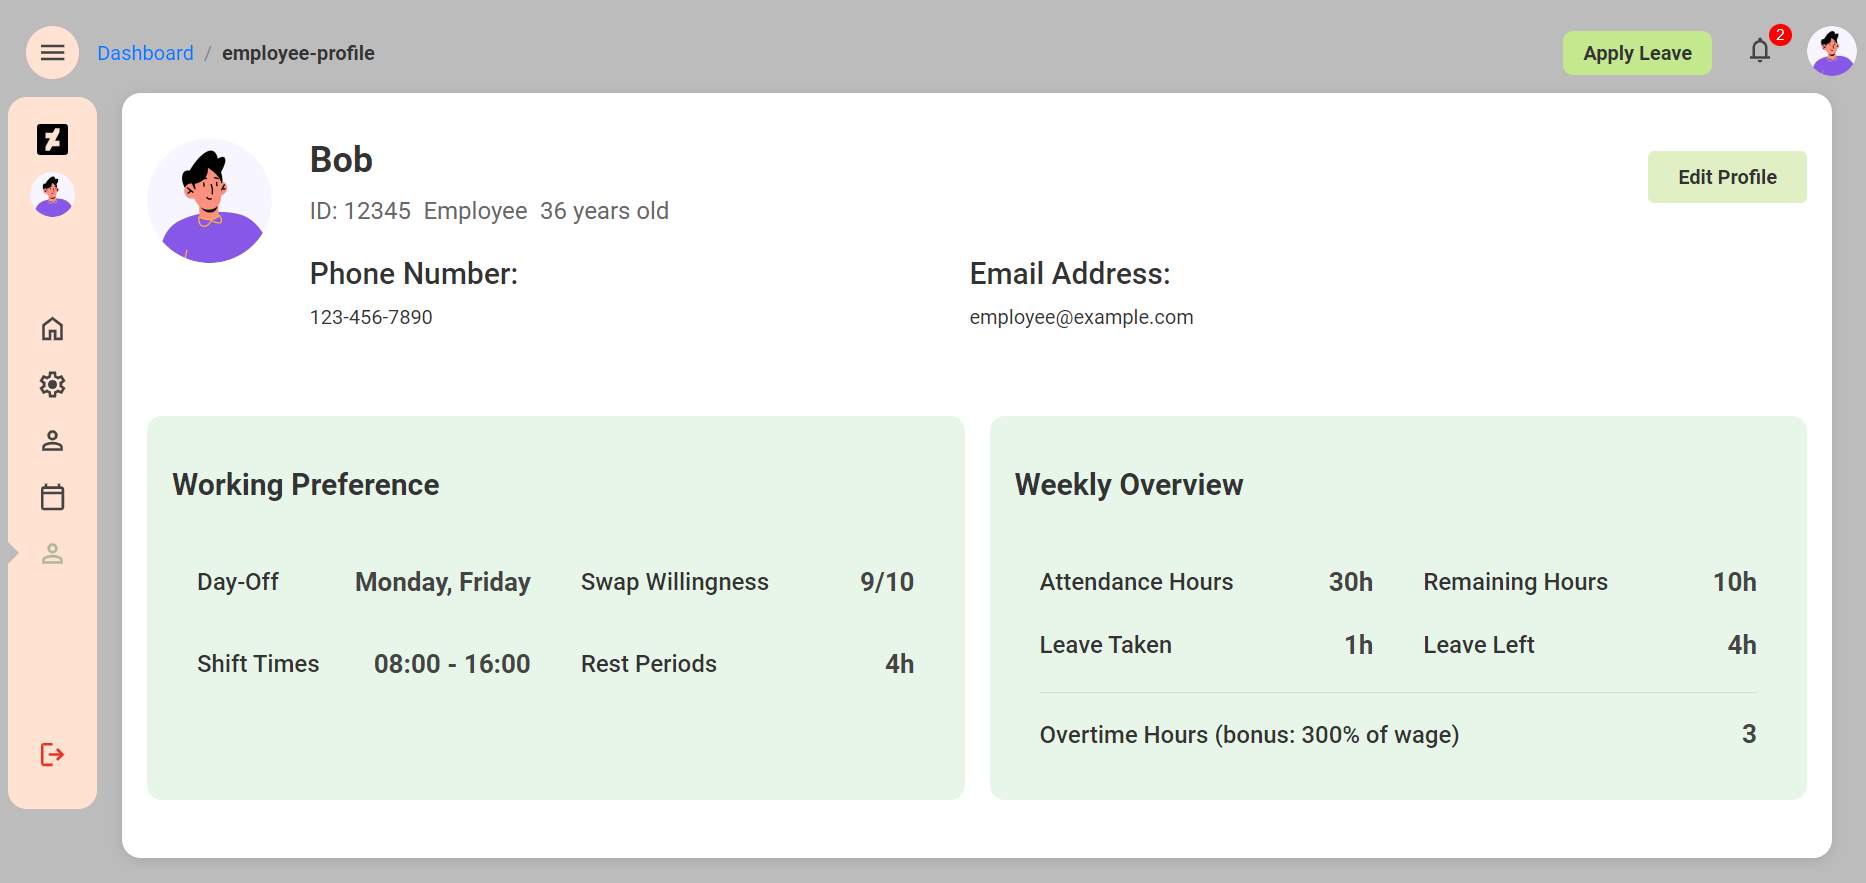 Dashboard / employee-profile
Apply Leave
2
Bob
Edit Profile
ID: 12345 Employee 36 years old
Phone Number:
123-456-7890
Email Address:
employee@example.com
Working Preference
Day-Off Monday, Friday Swap Willingness 9/10
Shift Times 08:00 - 16:00 Rest Periods 4h
Weekly Overview
Attendance Hours 30h Remaining Hours 10h
Leave Taken 1h Leave Left 4h
Overtime Hours (bonus: 300% of wage) 3